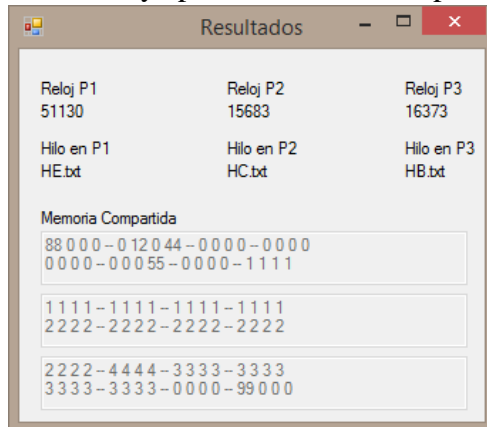 Resultados
Reloj P1 Reloj P2 Reloj P3
51130 15683 16373
Hilo en P1 Hilo en P2 Hilo en P3
HE.txt HC.txt HB.txt
Memoria Compartida
88 0 0 0 -- 0 12 0 44 -- 0 0 0 0 -- 0 0 0 0
0 0 0 0 -- 0 0 0 55 -- 0 0 0 0 -- 1 1 1 1
1 1 1 1 -- 1 1 1 1 -- 1 1 1 1 -- 1 1 1 1
2 2 2 2 -- 2 2 2 2 -- 2 2 2 2 -- 2 2 2 2
2 2 2 2 -- 4 4 4 4 -- 3 3 3 3 -- 3 3 3 3
3 3 3 3 -- 3 3 3 3 -- 0 0 0 0 -- 99 0 0 0